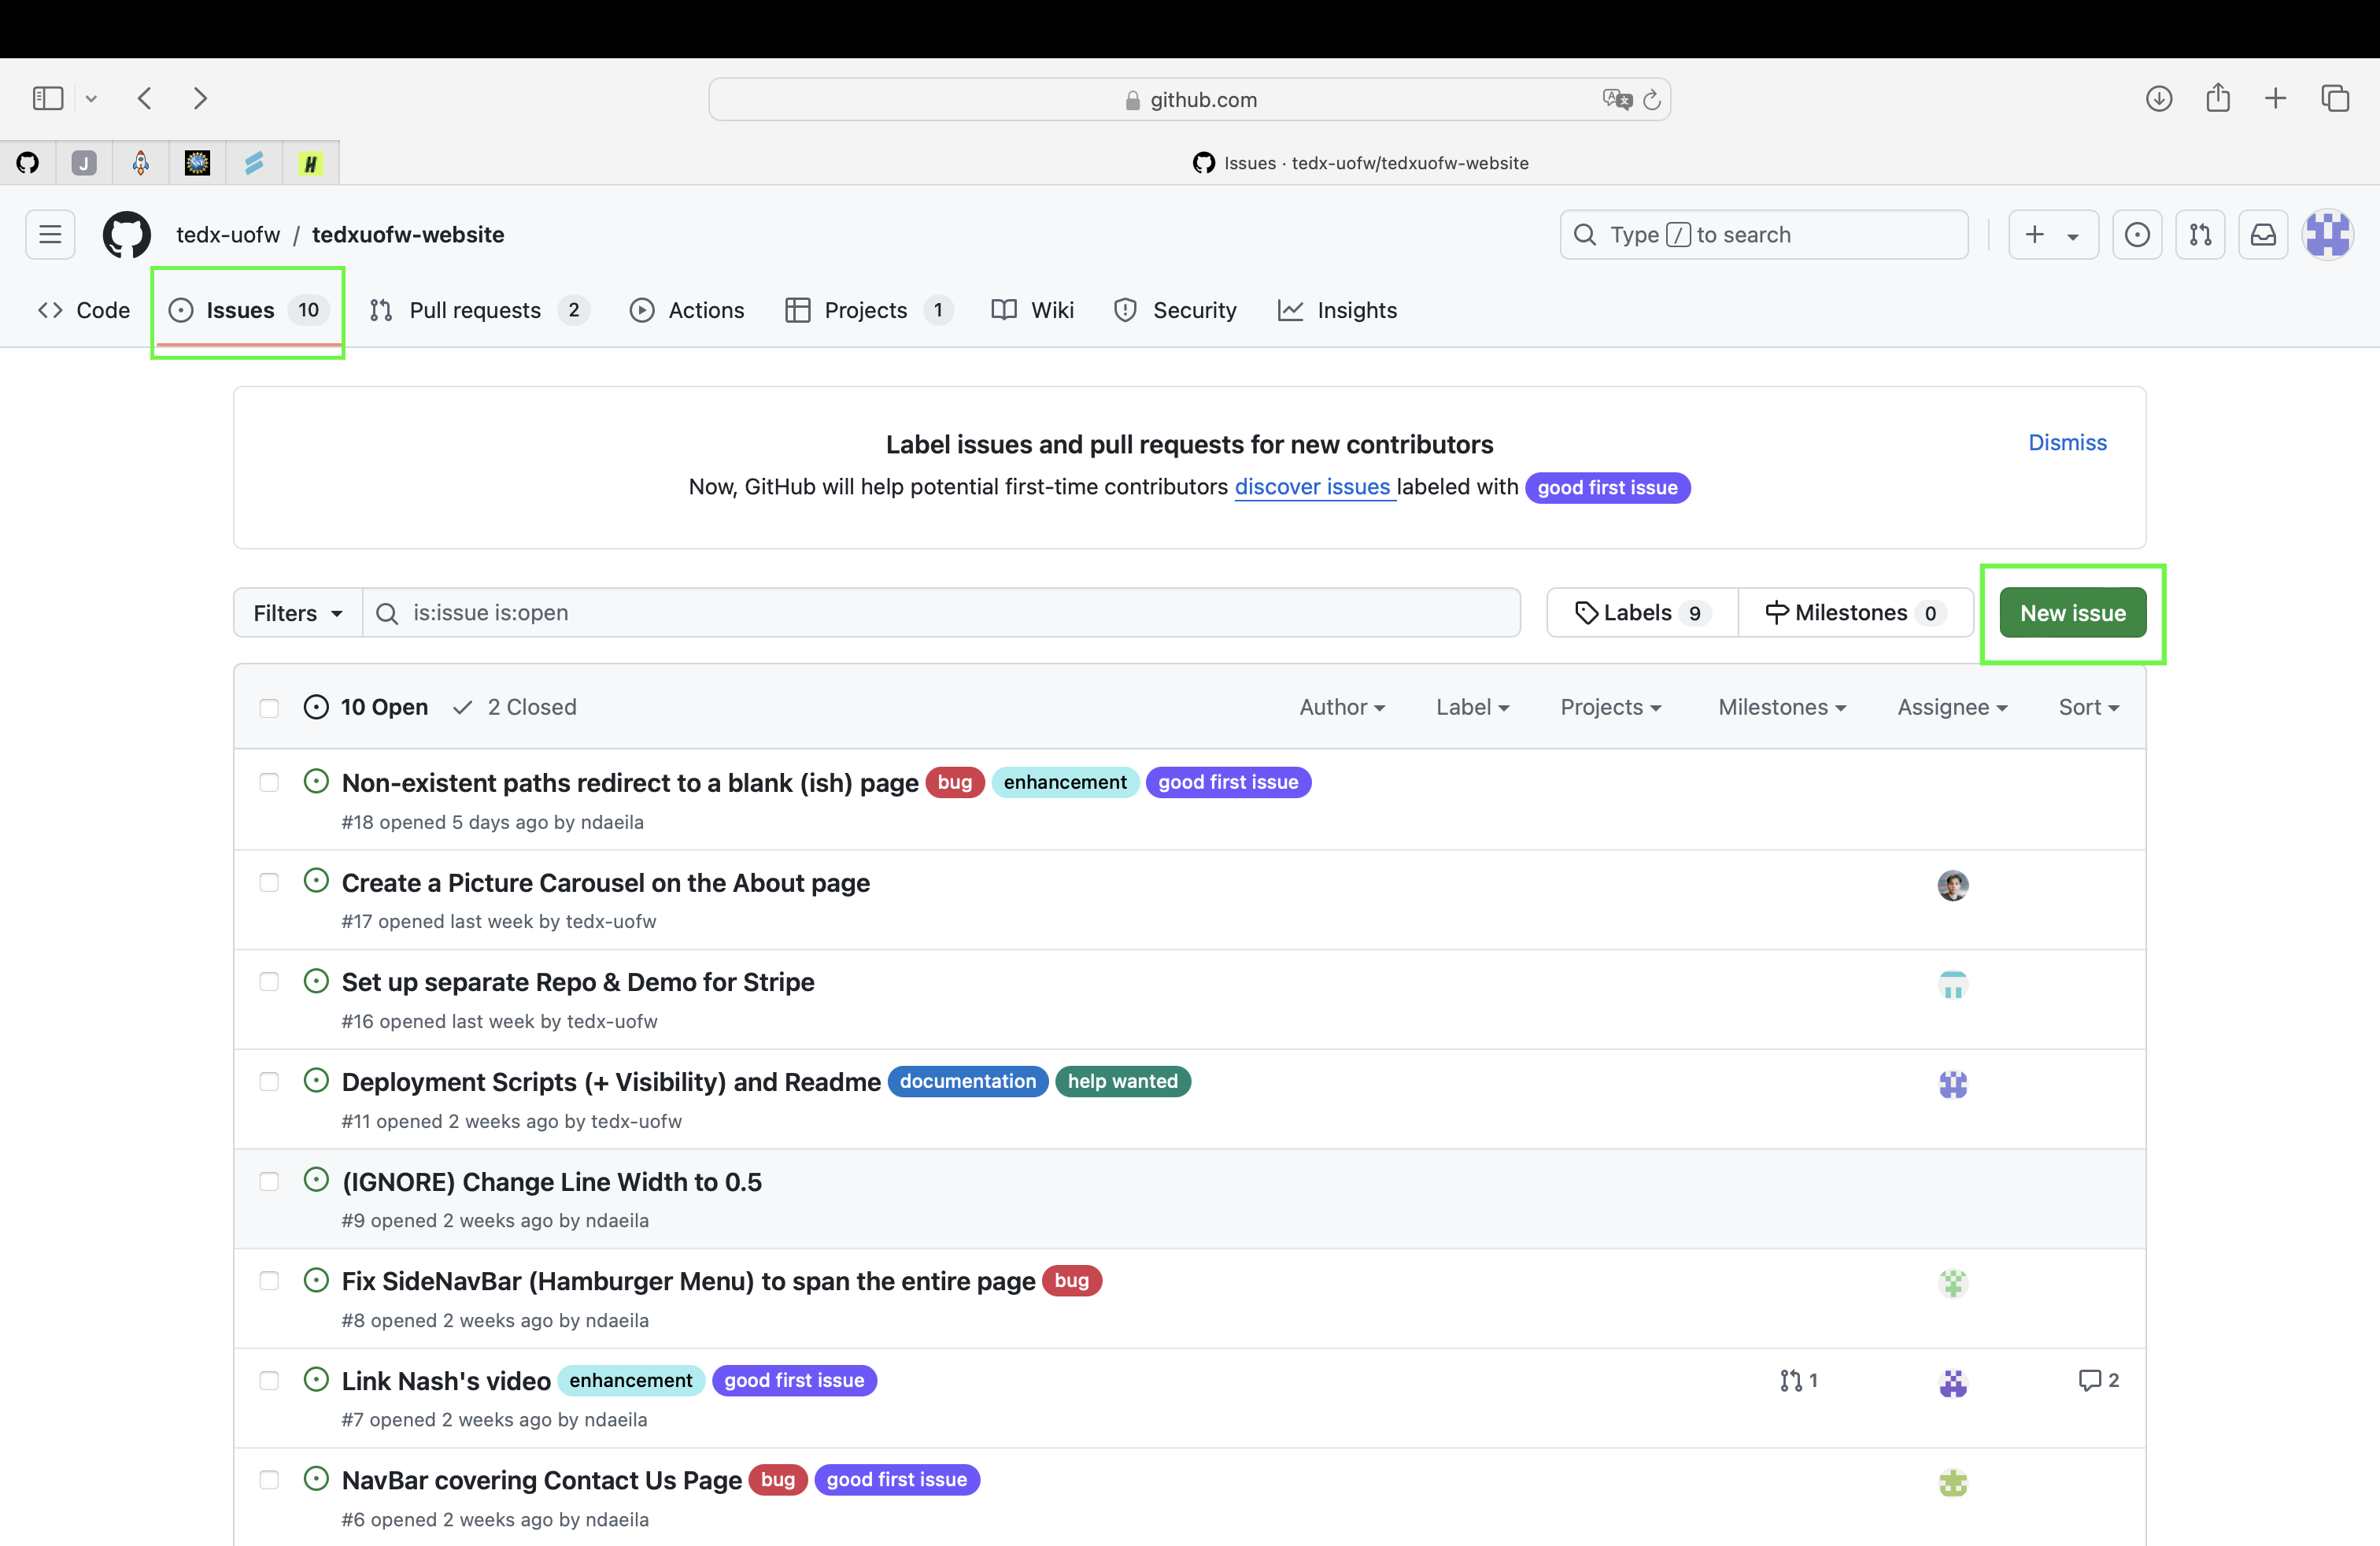 github.com
J
H
Issues · tedx-uofw/tedxuofw-website
tedx-uofw / tedxuofw-website
Type / to search
Code
Issues 10
Pull requests 2
Actions
Projects 1
Wiki
Security
Insights
Label issues and pull requests for new contributors
Dismiss
Now, GitHub will help potential first-time contributors discover issues labeled with good first issue
Filters
is:issue is:open
Labels 9
Milestones 0
New issue
10 Open
2 Closed
Author
Label
Projects
Milestones
Assignee
Sort
Non-existent paths redirect to a blank (ish) page bug enhancement good first issue
#18 opened 5 days ago by ndaeila
Create a Picture Carousel on the About page
#17 opened last week by tedx-uofw
Set up separate Repo & Demo for Stripe
#16 opened last week by tedx-uofw
Deployment Scripts (+ Visibility) and Readme documentation help wanted
#11 opened 2 weeks ago by tedx-uofw
(IGNORE) Change Line Width to 0.5
#9 opened 2 weeks ago by ndaeila
Fix SideNavBar (Hamburger Menu) to span the entire page bug
#8 opened 2 weeks ago by ndaeila
Link Nash's video enhancement good first issue 1 2
#7 opened 2 weeks ago by ndaeila
NavBar covering Contact Us Page bug good first issue
#6 opened 2 weeks ago by ndaeila